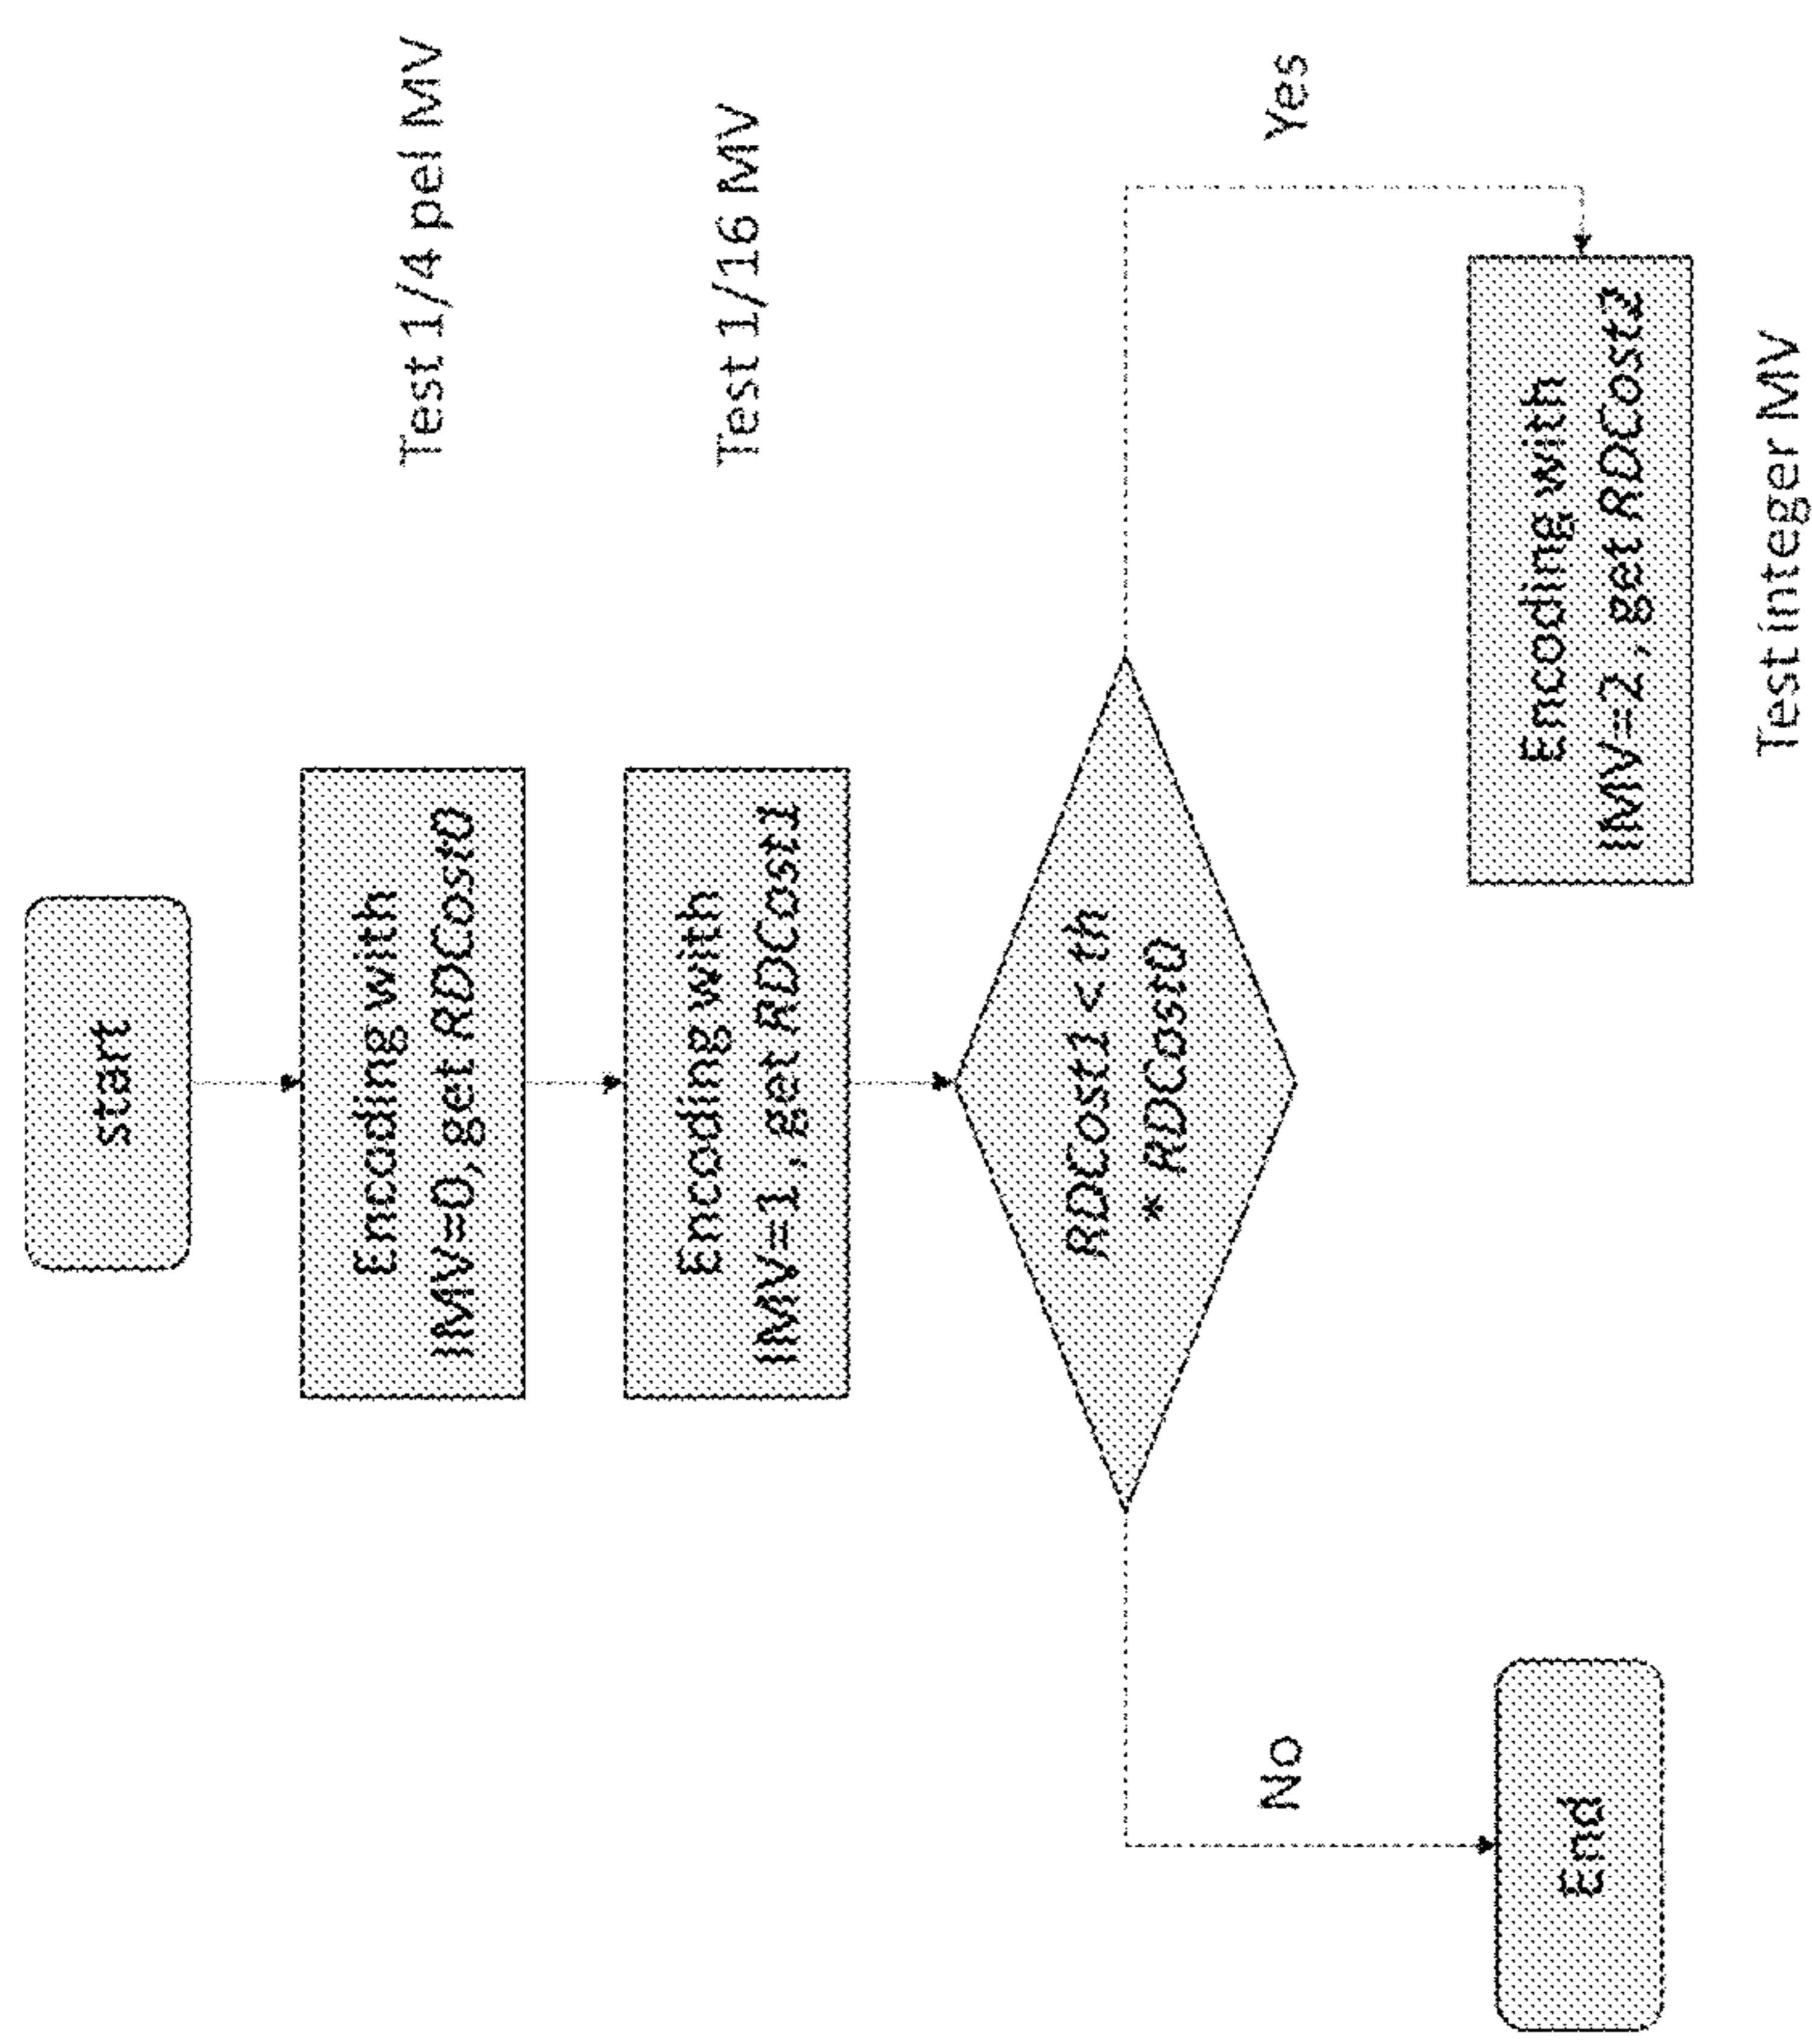 start
Encoding with
IMV=0, get RDCost0
Test 1/4 pel MV
Encoding with
IMV=1 , get RDCost1
Test 1/16 MV
RDCost1 < th
* RDCost0
No
Yes
End
Encoding with
IMV=2 , get RDCost2
Test integer MV